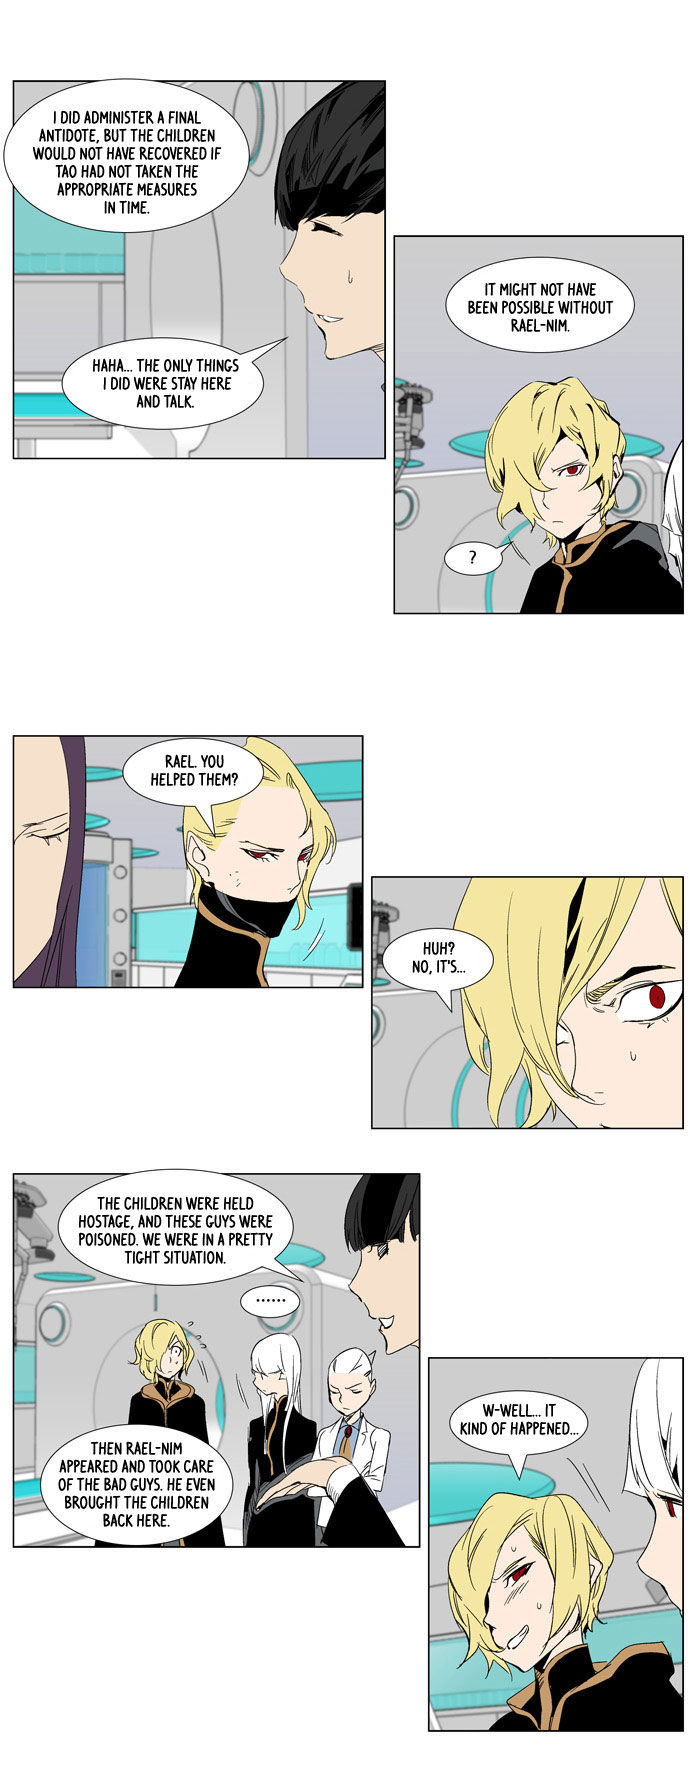 I DID ADMINISTER A FINAL
ANTIDOTE, BUT THE CHILDREN
WOULD NOT HAVE RECOVERED IF
TAO HAD NOT TAKEN THE
APPROPRIATE MEASURES
IN TIME.
HAHA... THE ONLY THINGS
I DID WERE STAY HERE
AND TALK.
IT MIGHT NOT HAVE
BEEN POSSIBLE WITHOUT
RAEL-NIM.
?
RAEL. YOU
HELPED THEM?
HUH?
NO, IT'S...
THE CHILDREN WERE HELD
HOSTAGE, AND THESE GUYS WERE
POISONED. WE WERE IN A PRETTY
TIGHT SITUATION.
......
THEN RAEL-NIM
APPEARED AND TOOK CARE
OF THE BAD GUYS. HE EVEN
BROUGHT THE CHILDREN
BACK HERE.
W-WELL... IT
KIND OF HAPPENED...